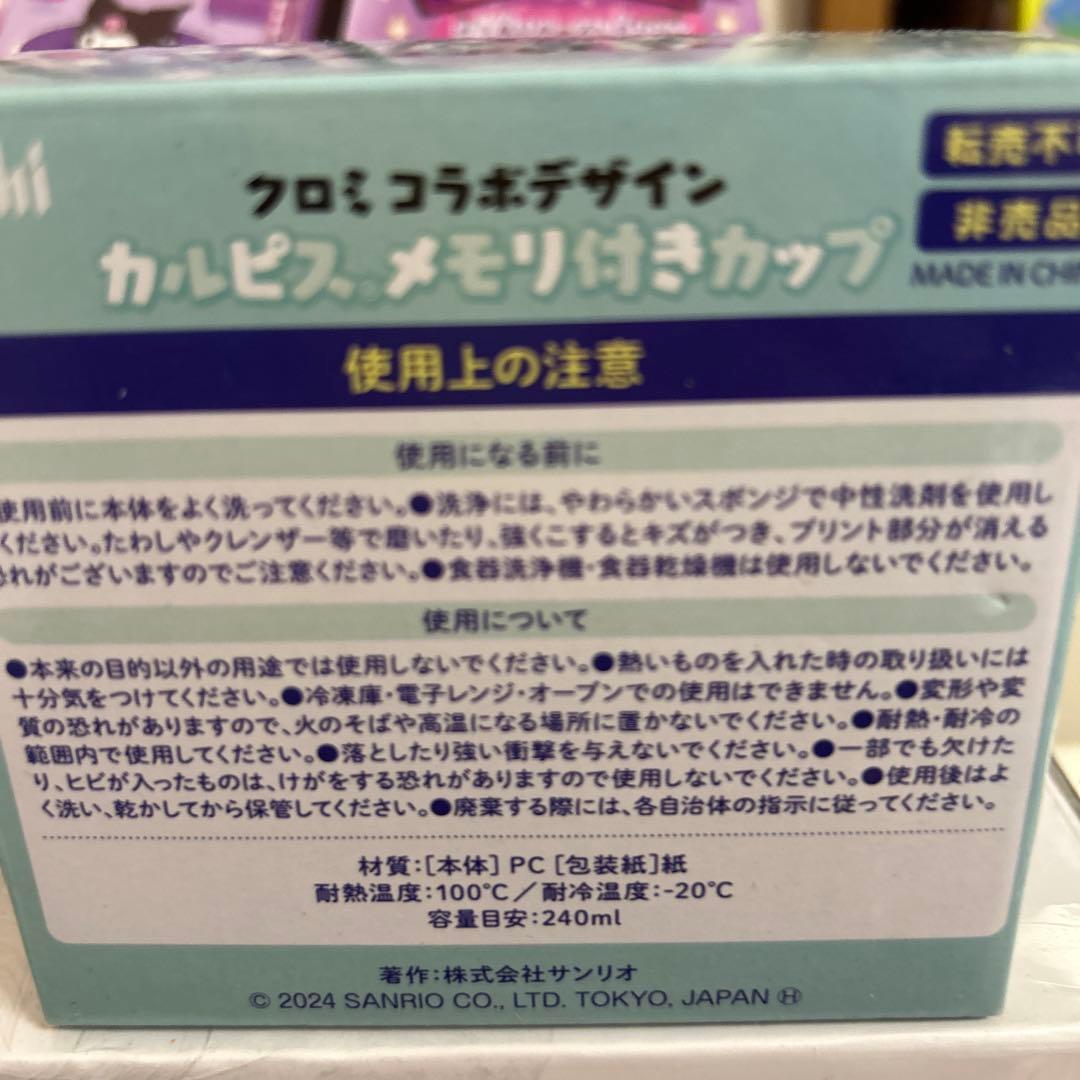 hi
クロミ コラボデザイン
カルピス®メモリ付きカップ
転売不
非売品
MADE IN CHI
使用上の注意
使用になる前に
使用前に本体をよく洗ってください。●洗浄には、やわらかいスポンジで中性洗剤を使用し
ください。たわしやクレンザー等で磨いたり、強くこするとキズがつき、プリント部分が消える
恐れがございますのでご注意ください。●食器洗浄機・食器乾燥機は使用しないでください。
使用について
●本来の目的以外の用途では使用しないでください。●熱いものを入れた時の取り扱いには
十分気をつけてください。●冷凍庫・電子レンジ・オーブンでの使用はできません。●変形や変
質の恐れがありますので、火のそばや高温になる場所に置かないでください。●耐熱・耐冷の
範囲内で使用してください。●落としたり強い衝撃を与えないでください。●一部でも欠けた
り、ヒビが入ったものは、けがをする恐れがありますので使用しないでください。●使用後はよ
く洗い、乾かしてから保管してください。●廃棄する際には、各自治体の指示に従ってください。
材質:[本体] PC [包装紙]紙
耐熱温度:100℃/耐冷温度:-20℃
容量目安:240ml
著作:株式会社サンリオ
© 2024 SANRIO CO., LTD. TOKYO, JAPAN Ⓗ